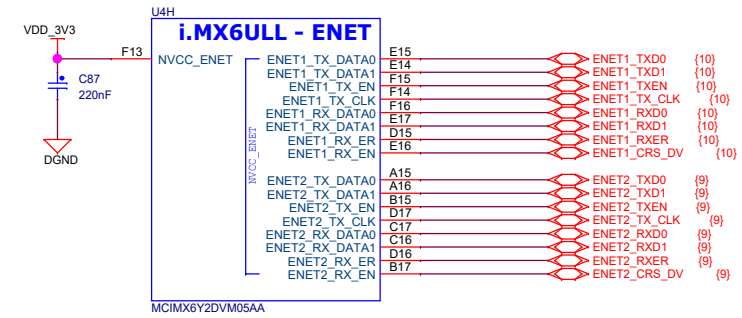 U4H
i.MX6ULL - ENET
VDD_3V3
F13
NVCC_ENET
C87
220nF
DGND
NVCC_ENET
ENET1_TX_DATA0 E15 ENET1_TXD0 {10}
ENET1_TX_DATA1 E14 ENET1_TXD1 {10}
ENET1_TX_EN F15 ENET1_TXEN {10}
ENET1_TX_CLK F14 ENET1_TX_CLK {10}
ENET1_RX_DATA0 F16 ENET1_RXD0 {10}
ENET1_RX_DATA1 E17 ENET1_RXD1 {10}
ENET1_RX_ER D15 ENET1_RXER {10}
ENET1_RX_EN E16 ENET1_CRS_DV {10}
ENET2_TX_DATA0 A15 ENET2_TXD0 {9}
ENET2_TX_DATA1 A16 ENET2_TXD1 {9}
ENET2_TX_EN B15 ENET2_TXEN {9}
ENET2_TX_CLK D17 ENET2_TX_CLK {9}
ENET2_RX_DATA0 C17 ENET2_RXD0 {9}
ENET2_RX_DATA1 C16 ENET2_RXD1 {9}
ENET2_RX_ER D16 ENET2_RXER {9}
ENET2_RX_EN B17 ENET2_CRS_DV {9}
MCIMX6Y2DVM05AA